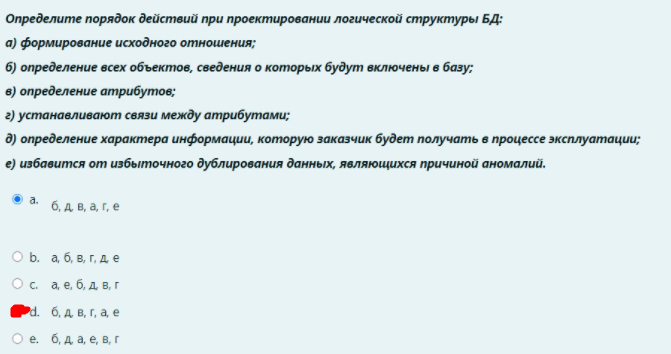 Определите порядок действий при проектировании логической структуры БД:
а) формирование исходного отношения;
б) определение всех объектов, сведения о которых будут включены в базу;
в) определение атрибутов;
г) устанавливают связи между атрибутами;
д) определение характера информации, которую заказчик будет получать в процессе эксплуатации;
е) избавится от избыточного дублирования данных, являющихся причиной аномалий.
a. б, д, в, а, г, е
b. а, б, в, г, д, е
c. а, е, б, д, в, г
d. б, д, в, г, а, е
e. б, д, а, е, в, г